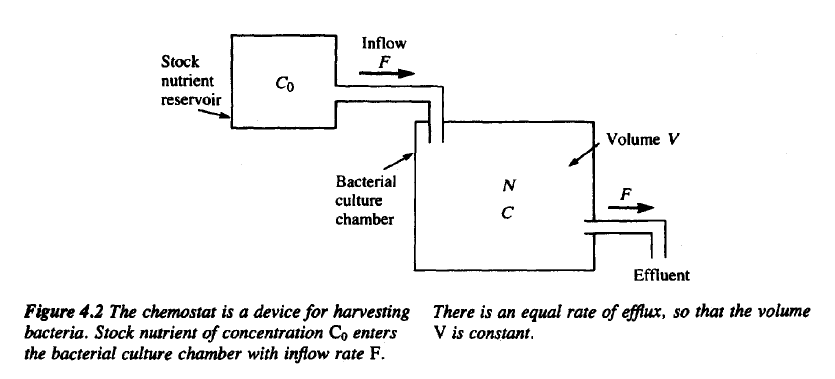 Inflow
F
Stock
nutrient
reservoir
C₀
Volume V
Bacterial
culture
chamber
N
C
F
Effluent
Figure 4.2 The chemostat is a device for harvesting
bacteria. Stock nutrient of concentration C₀ enters
the bacterial culture chamber with inflow rate F.
There is an equal rate of efflux, so that the volume
V is constant.